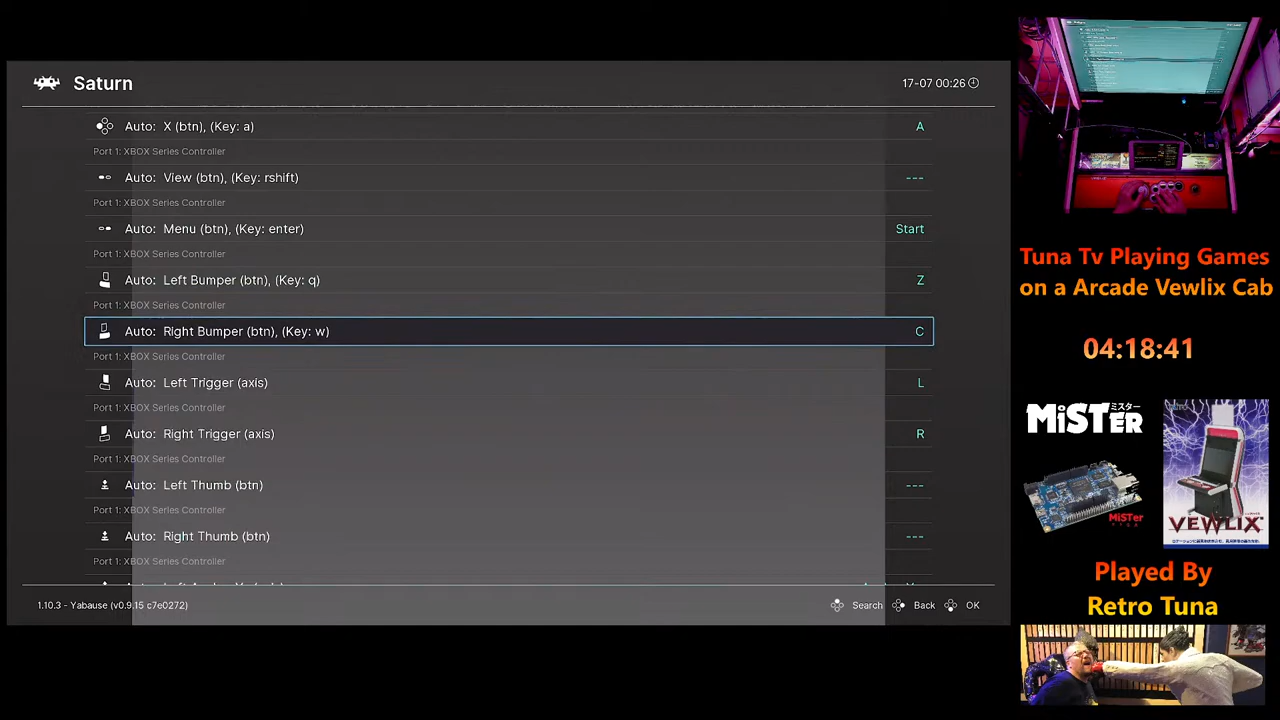 Saturn
17-07 00:26
Auto: X (btn), (Key: a)
A
Port 1: XBOX Series Controller
Auto: View (btn), (Key: rshift)
---
Port 1: XBOX Series Controller
Auto: Menu (btn), (Key: enter)
Start
Port 1: XBOX Series Controller
Auto: Left Bumper (btn), (Key: q)
Z
Port 1: XBOX Series Controller
Auto: Right Bumper (btn), (Key: w)
C
Port 1: XBOX Series Controller
Auto: Left Trigger (axis)
L
Port 1: XBOX Series Controller
Auto: Right Trigger (axis)
R
Port 1: XBOX Series Controller
Auto: Left Thumb (btn)
---
Port 1: XBOX Series Controller
Auto: Right Thumb (btn)
---
Port 1: XBOX Series Controller
1.10.3 - Yabause (v0.9.15 c7e0272)
Search
Back
OK
Tuna Tv Playing Games
on a Arcade Vewlix Cab
04:18:41
MiSTER
ミスター
MiSTer
VEWLIX
Played By
Retro Tuna